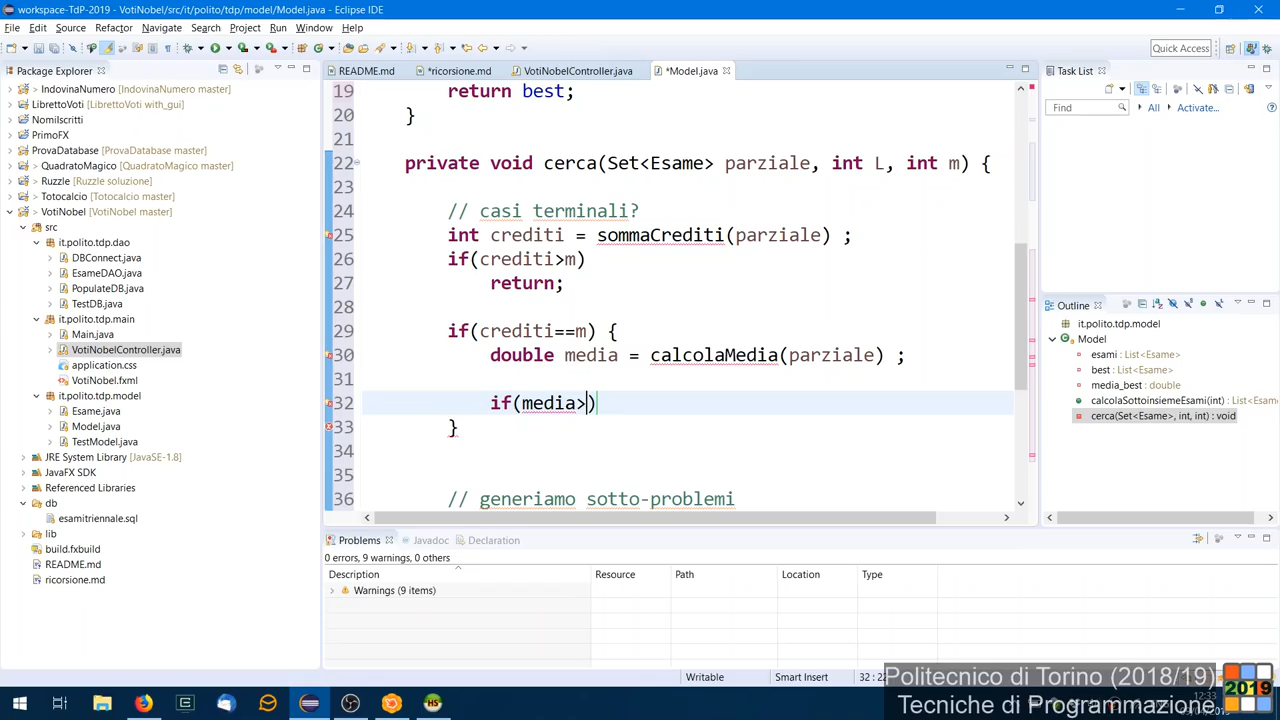 workspace-TdP-2019 - VotiNobel/src/it/polito/tdp/model/Model.java - Eclipse IDE
File Edit Source Refactor Navigate Search Project Run Window Help
Quick Access
Package Explorer
IndovinaNumero [IndovinaNumero master]
LibrettoVoti [LibrettoVoti with_gui]
NomiIscritti
PrimoFX
ProvaDatabase [ProvaDatabase master]
QuadratoMagico [QuadratoMagico master]
Ruzzle [Ruzzle soluzione]
Totocalcio [Totocalcio master]
VotiNobel [VotiNobel master]
src
it.polito.tdp.dao
DBConnect.java
EsameDAO.java
PopulateDB.java
TestDB.java
it.polito.tdp.main
Main.java
VotiNobelController.java
application.css
VotiNobel.fxml
it.polito.tdp.model
Esame.java
Model.java
TestModel.java
JRE System Library [JavaSE-1.8]
JavaFX SDK
Referenced Libraries
db
esamitriennale.sql
lib
build.fxbuild
README.md
ricorsione.md
README.md *ricorsione.md VotiNobelController.java *Model.java
19 return best;
20 }
21
22 private void cerca(Set<Esame> parziale, int L, int m) {
23
24 // casi terminali?
25 int crediti = sommaCrediti(parziale) ;
26 if(crediti>m)
27 return;
28
29 if(crediti==m) {
30 double media = calcolaMedia(parziale) ;
31
32 if(media>)
33 }
34
35
36 // generiamo sotto-problemi
Task List
Find All Activate...
Outline
it.polito.tdp.model
Model
esami : List<Esame>
best : List<Esame>
media_best : double
calcolaSottoinsiemeEsami(int) : List<Esame
cerca(Set<Esame>, int, int) : void
Problems Javadoc Declaration
0 errors, 9 warnings, 0 others
Description Resource Path Location Type
Warnings (9 items)
Writable Smart Insert
Politecnico di Torino (2018/19)
Tecniche di Programmazione
2019